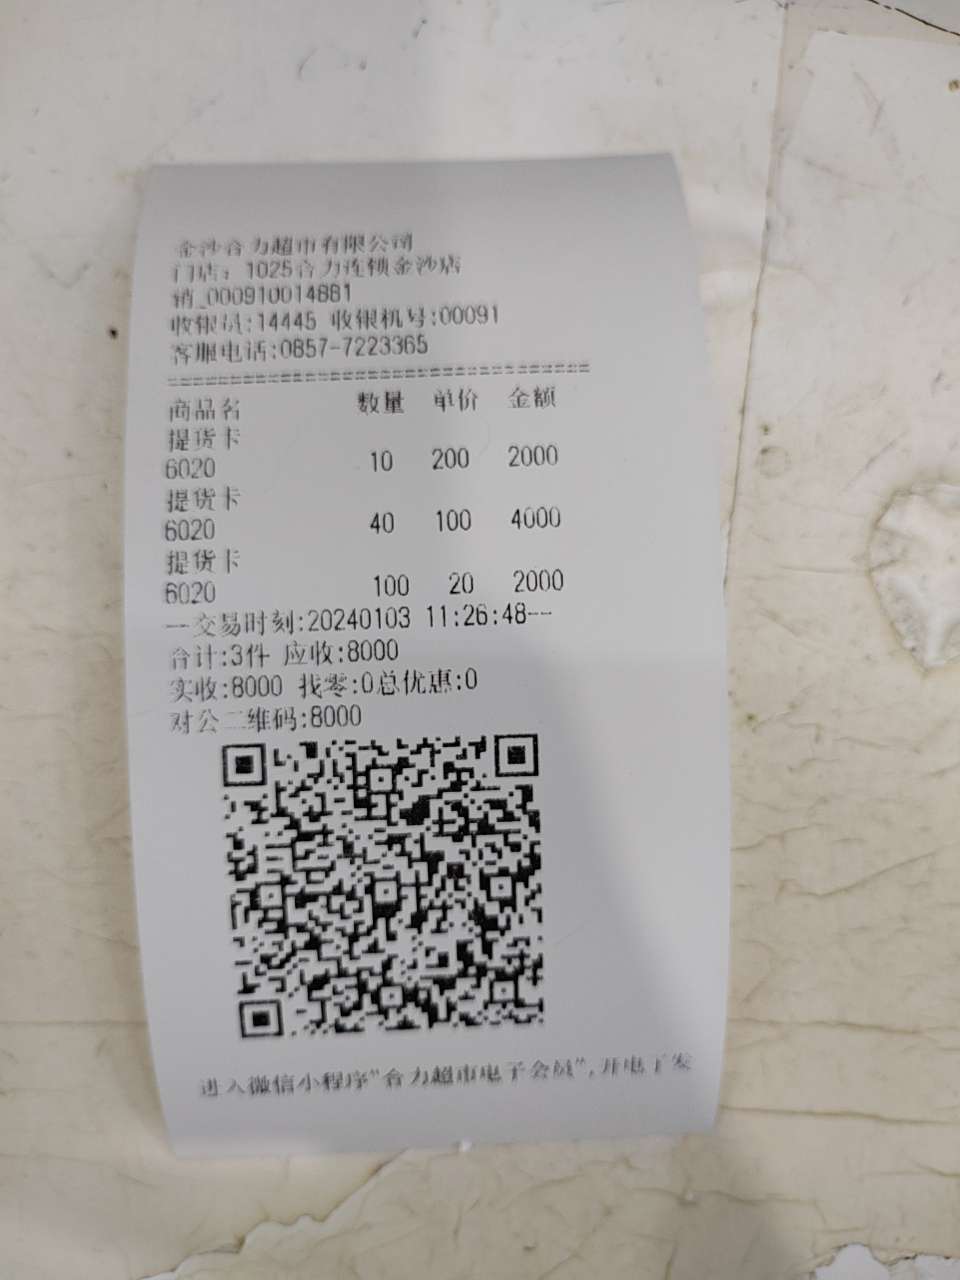 金沙合力超市有限公司
门店：1025合力连锁金沙店
销_000910014881
收银员:14445 收银机号:00091
客服电话:0857-7223365
==================================
商品名 数量 单价 金额
提货卡
6020 10 200 2000
提货卡
6020 40 100 4000
提货卡
6020 100 20 2000
--交易时刻:20240103 11:26:48--
合计:3件 应收:8000
实收:8000 找零:0总优惠:0
对公二维码:8000
进入微信小程序"合力超市电子会员",开电子发